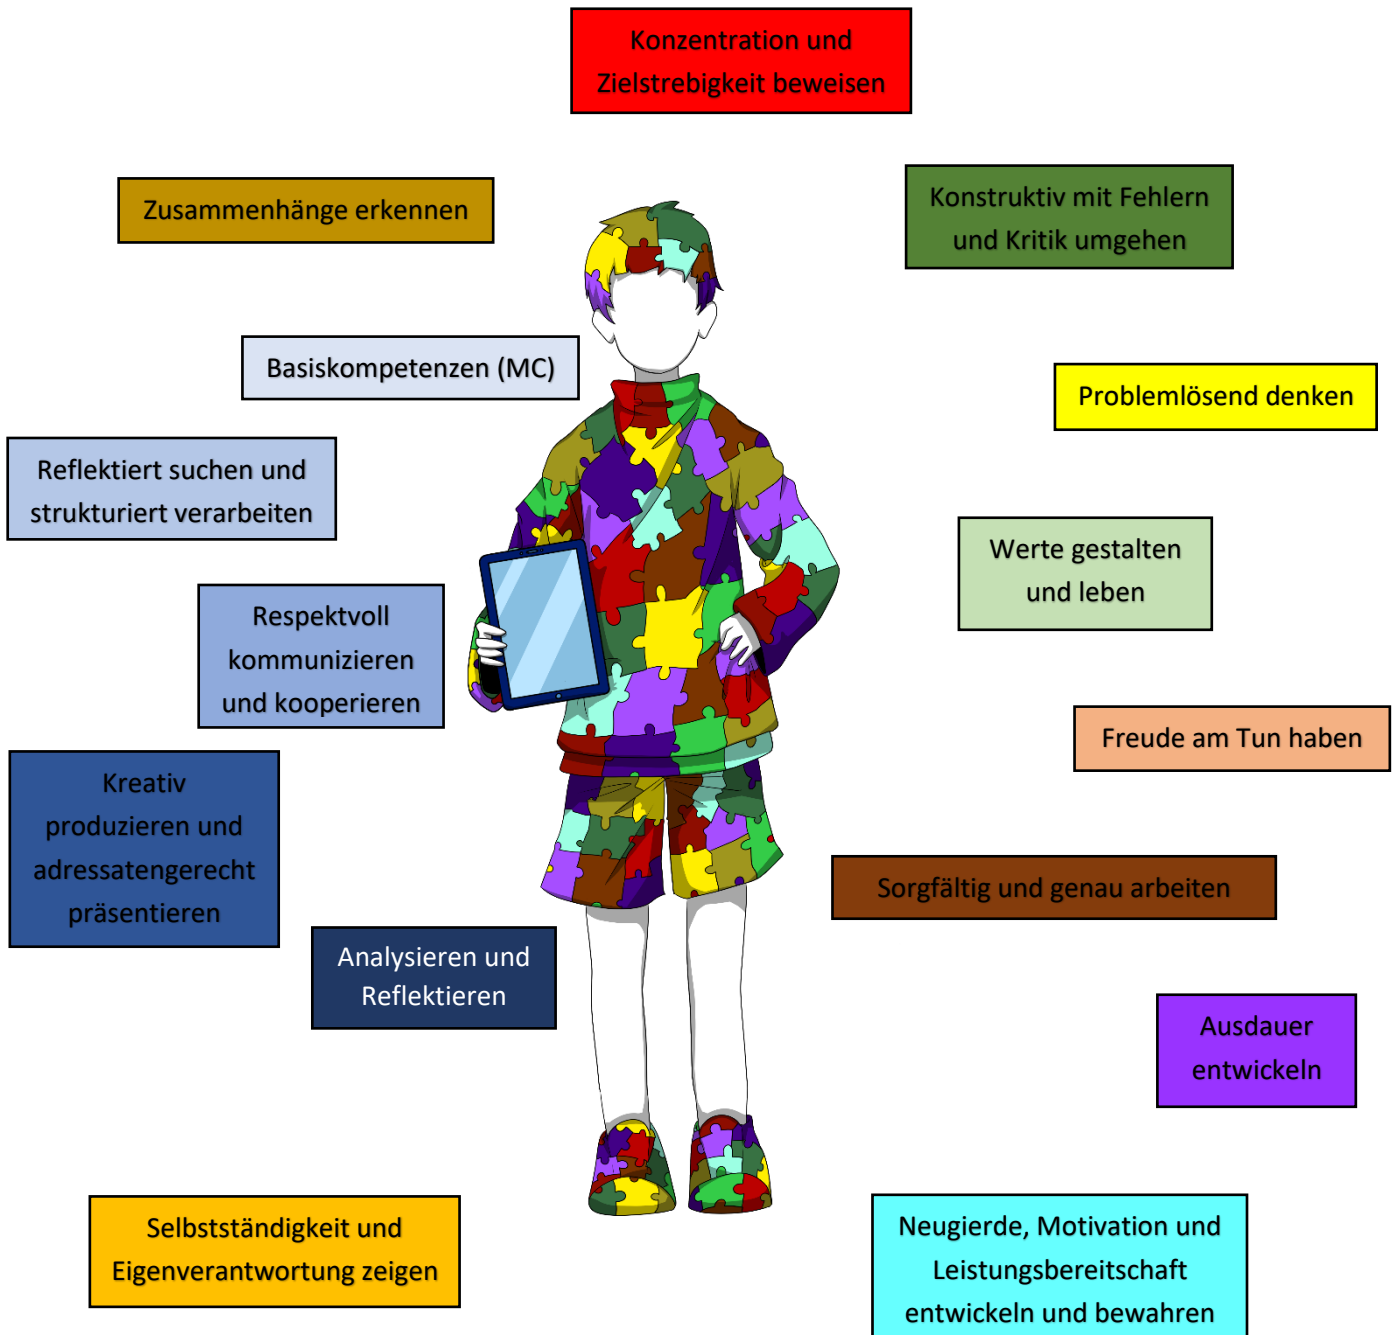 Konzentration und
Zielstrebigkeit beweisen
Zusammenhänge erkennen
Konstruktiv mit Fehlern
und Kritik umgehen
Basiskompetenzen (MC)
Problemlösend denken
Reflektiert suchen und
strukturiert verarbeiten
Werte gestalten
und leben
Respektvoll
kommunizieren
und kooperieren
Freude am Tun haben
Kreativ
produzieren und
adressatengerecht
präsentieren
Sorgfältig und genau arbeiten
Analysieren und
Reflektieren
Ausdauer
entwickeln
Selbstständigkeit und
Eigenverantwortung zeigen
Neugierde, Motivation und
Leistungsbereitschaft
entwickeln und bewahren